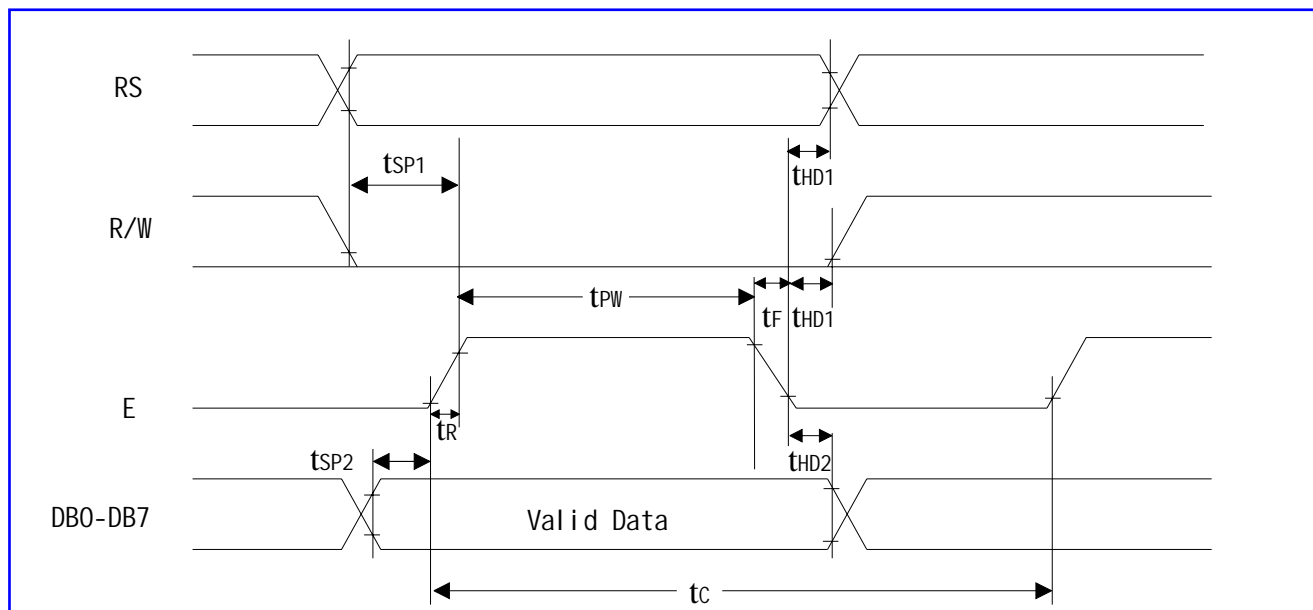 RS
tSP1
tHD1
R/W
tPW
tF
tHD1
E
tR
tSP2
tHD2
DB0-DB7
Valid Data
tC